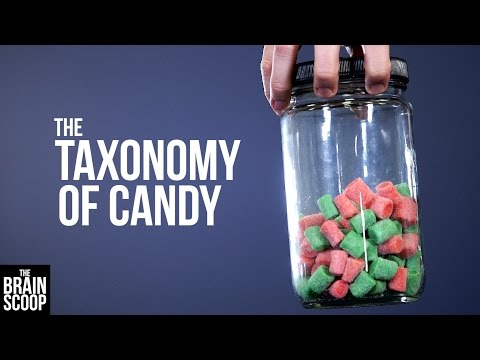 THE
TAXONOMY
OF CANDY
THE
BRAIN
SCOOP